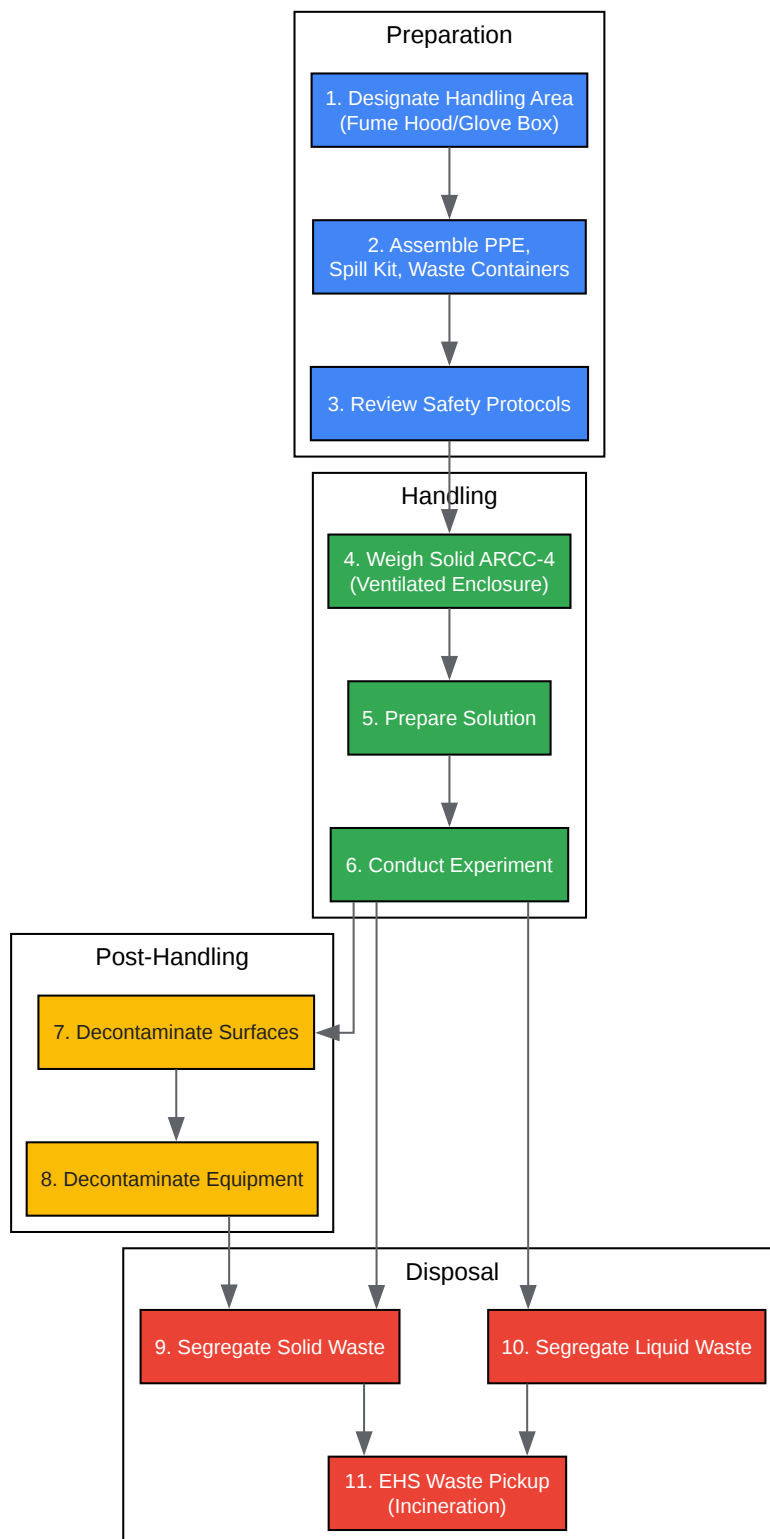 Preparation
1. Designate Handling Area
(Fume Hood/Glove Box)
2. Assemble PPE,
Spill Kit, Waste Containers
3. Review Safety Protocols
Handling
4. Weigh Solid ARCC-4
(Ventilated Enclosure)
5. Prepare Solution
6. Conduct Experiment
Post-Handling
7. Decontaminate Surfaces
8. Decontaminate Equipment
Disposal
9. Segregate Solid Waste
10. Segregate Liquid Waste
11. EHS Waste Pickup
(Incineration)